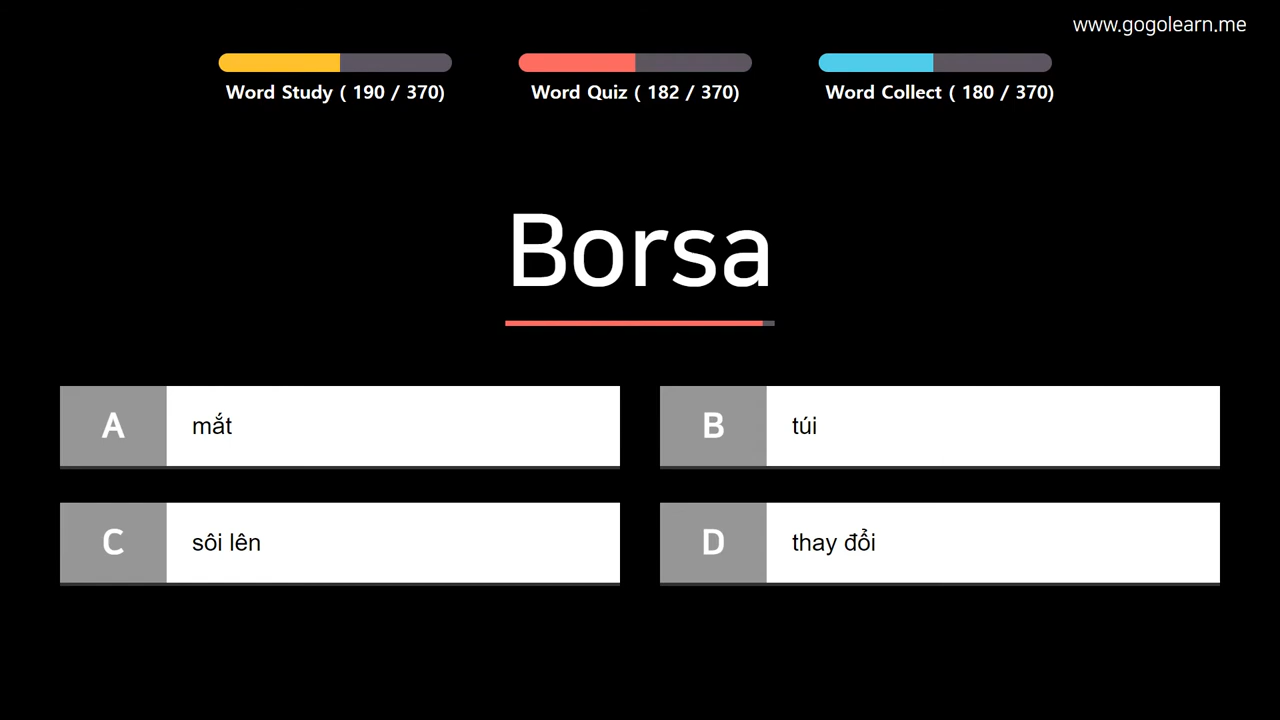 www.gogolearn.me
Word Study ( 190 / 370)
Word Quiz ( 182 / 370)
Word Collect ( 180 / 370)
Borsa
A mắt
B túi
C sôi lên
D thay đổi